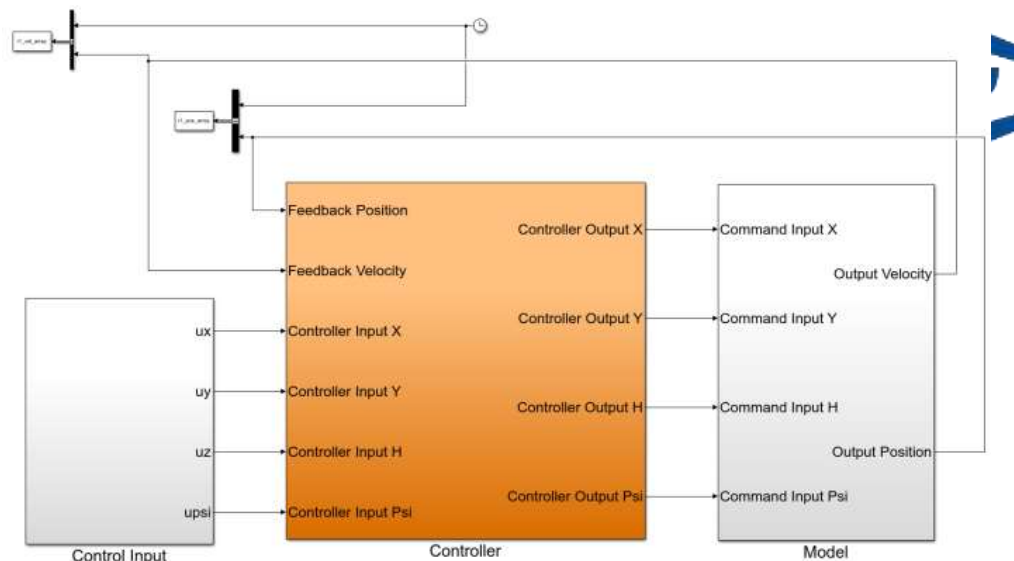 Feedback Position
Feedback Velocity
Controller Input X
Controller Input Y
Controller Input H
Controller Input Psi
Controller Output X
Controller Output Y
Controller Output H
Controller Output Psi
Command Input X
Command Input Y
Command Input H
Command Input Psi
Output Velocity
Output Position
ux
uy
uz
upsi
Control Input
Controller
Model